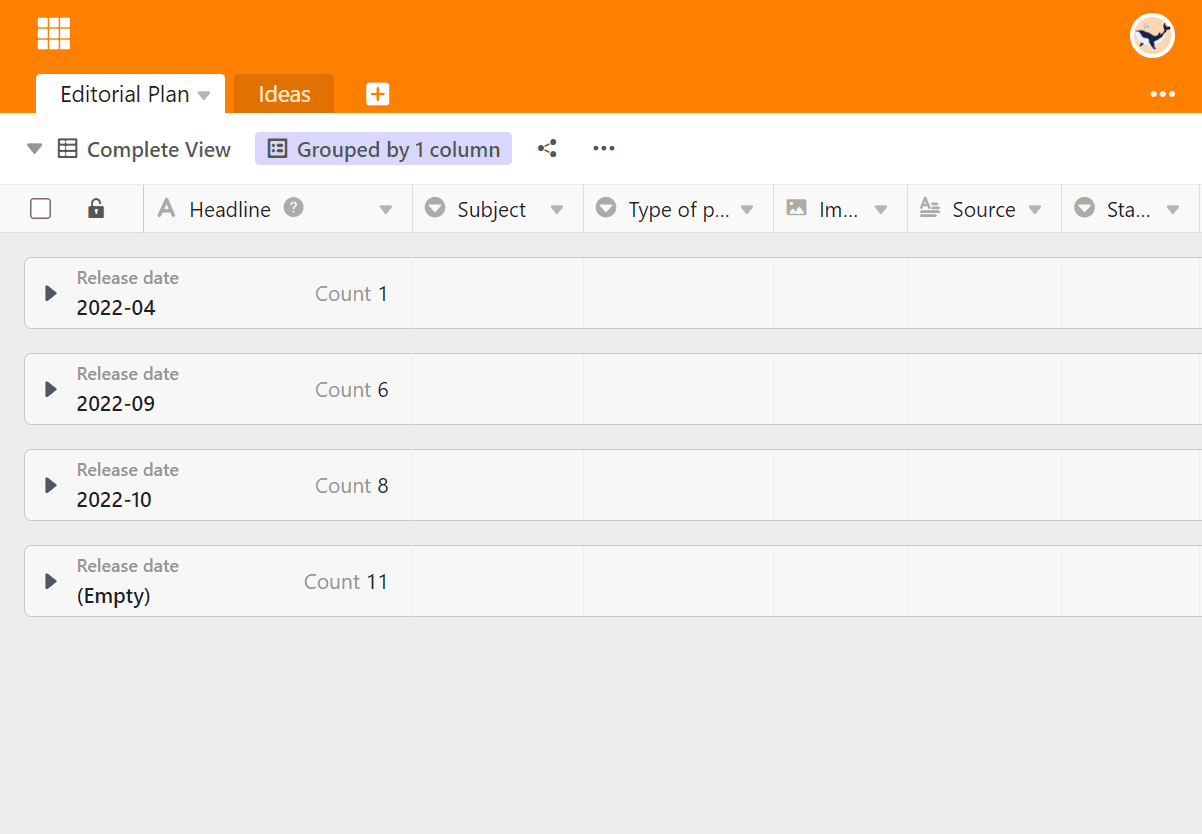 Editorial Plan Ideas
Complete View Grouped by 1 column
Headline Subject Type of p... Im... Source Sta...
Release date
2022-04 Count 1
Release date
2022-09 Count 6
Release date
2022-10 Count 8
Release date
(Empty) Count 11